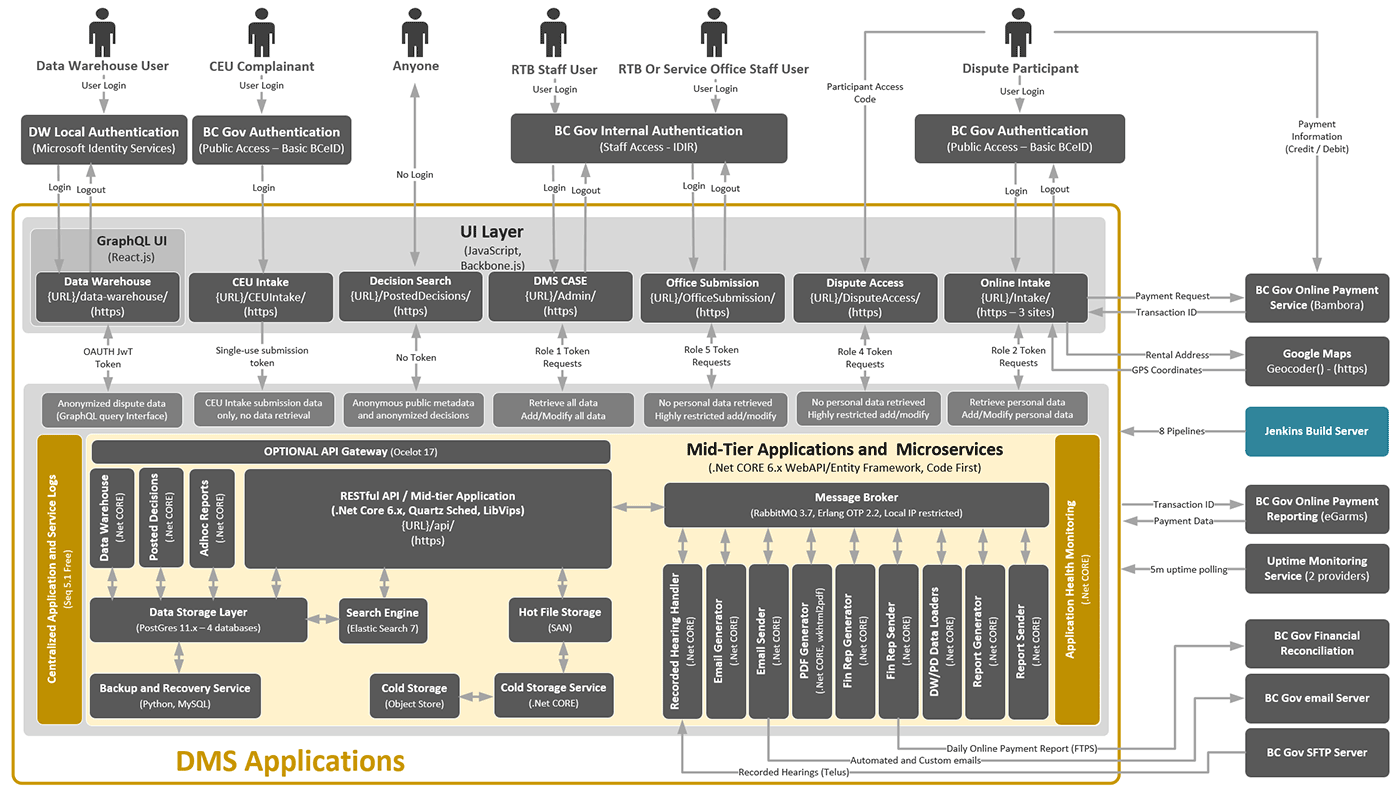 Data Warehouse User
CEU Complainant
Anyone
RTB Staff User
RTB Or Service Office Staff User
Dispute Participant
User Login
User Login
User Login
User Login
User Login
Participant Access
Code
Payment
Information
(Credit / Debit)
DW Local Authentication
(Microsoft Identity Services)
BC Gov Authentication
(Public Access – Basic BCeID)
BC Gov Internal Authentication
(Staff Access - IDIR)
BC Gov Authentication
(Public Access – Basic BCeID)
Login
Logout
Login
No Login
Login
Logout
Login
Logout
Login
Logout
GraphQL UI
(React.js)
UI Layer
(JavaScript,
Backbone.js)
Data Warehouse
{URL}/data-warehouse/
(https)
CEU Intake
{URL}/CEUIntake/
(https)
Decision Search
{URL}/PostedDecisions/
(https)
DMS CASE
{URL}/Admin/
(https)
Office Submission
{URL}/OfficeSubmission/
(https)
Dispute Access
{URL}/DisputeAccess/
(https)
Online Intake
{URL}/Intake/
(https – 3 sites)
Payment Request
Transaction ID
BC Gov Online Payment
Service (Bambora)
Rental Address
GPS Coordinates
Google Maps
Geocoder() - (https)
OAUTH JwT
Token
Single-use submission
token
No Token
Role 1 Token
Requests
Role 5 Token
Requests
Role 4 Token
Requests
Role 2 Token
Requests
Anonymized dispute data
(GraphQL query Interface)
CEU Intake submission data
only, no data retrieval
Anonymous public metadata
and anonymized decisions
Retrieve all data
Add/Modify all data
No personal data retrieved
Highly restricted add/modify
No personal data retrieved
Highly restricted add/modify
Retrieve personal data
Add/Modify personal data
8 Pipelines
Jenkins Build Server
Centralized Application and Service Logs
(Seq 5.1 Free)
OPTIONAL API Gateway (Ocelot 17)
Mid-Tier Applications and Microservices
(.Net CORE 6.x WebAPI/Entity Framework, Code First)
Application Health Monitoring
(.Net CORE)
Data Warehouse
(.Net CORE)
Posted Decisions
(.Net CORE)
Adhoc Reports
(.Net CORE)
RESTful API / Mid-tier Application
(.Net Core 6.x, Quartz Sched, LibVips)
{URL}/api/
(https)
Message Broker
(RabbitMQ 3.7, Erlang OTP 2.2, Local IP restricted)
Transaction ID
Payment Data
BC Gov Online Payment
Reporting (eGarms)
5m uptime polling
Uptime Monitoring
Service (2 providers)
Data Storage Layer
(PostGres 11.x – 4 databases)
Search Engine
(Elastic Search 7)
Hot File Storage
(SAN)
Recorded Hearing Handler
(.Net CORE)
Email Generator
(.Net CORE)
Email Sender
(.Net CORE)
PDF Generator
(.Net CORE, wkhtml2pdf)
Fin Rep Generator
(.Net CORE)
Fin Rep Sender
(.Net CORE)
DW/PD Data Loaders
(.Net CORE)
Report Generator
(.Net CORE)
Report Sender
(.Net CORE)
Backup and Recovery Service
(Python, MySQL)
Cold Storage
(Object Store)
Cold Storage Service
(.Net CORE)
BC Gov Financial
Reconciliation
BC Gov email Server
BC Gov SFTP Server
Daily Online Payment Report (FTPS)
Automated and Custom emails
Recorded Hearings (Telus)
DMS Applications